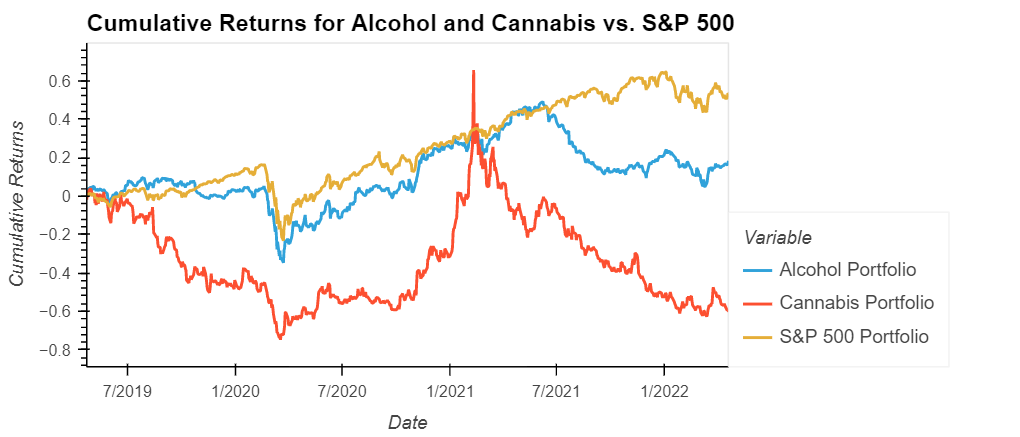 Cumulative Returns for Alcohol and Cannabis vs. S&P 500
Cumulative Returns
0.6
0.4
0.2
0
−0.2
−0.4
−0.6
−0.8
7/2019 1/2020 7/2020 1/2021 7/2021 1/2022
Date
Variable
Alcohol Portfolio
Cannabis Portfolio
S&P 500 Portfolio